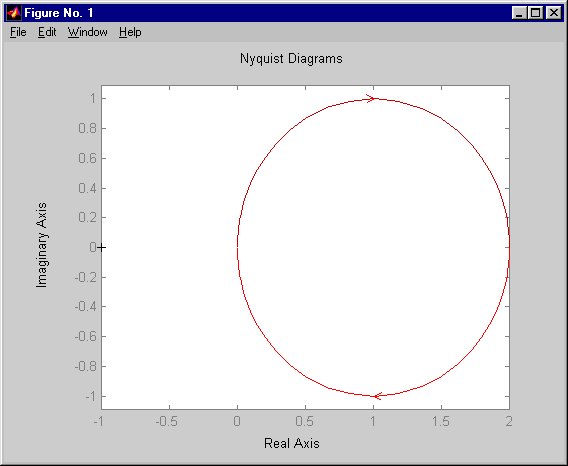 Figure No. 1
File Edit Window Help
Nyquist Diagrams
Imaginary Axis
1
0.8
0.6
0.4
0.2
0
-0.2
-0.4
-0.6
-0.8
-1
-1 -0.5 0 0.5 1 1.5 2
Real Axis